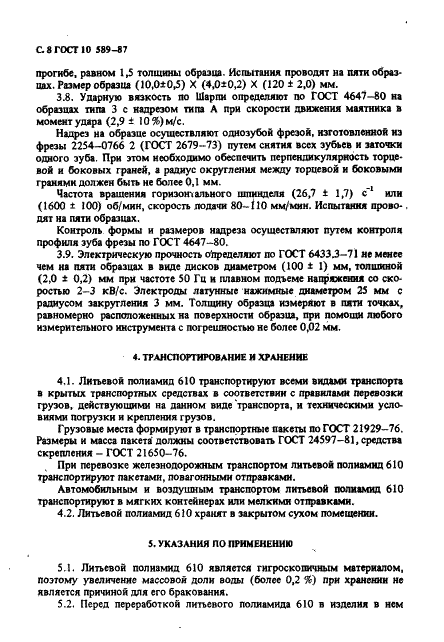 С. 8 ГОСТ 10 589–87
прогибе, равном 1,5 толщины образца. Испытания проводят на пяти образ-
цах. Размер образца (10,0±0,5) X (4,0±0,2) X (120 ± 2,0) мм.
3.8. Ударную вязкость по Шарпи определяют по ГОСТ 4647–80 на
образцах типа 3 с надрезом типа А при скорости движения маятника в
момент удара (2,9 ± 10 %) м/с.
Надрез на образце осуществляют однозубой фрезой, изготовленной из
фрезы 2254–0766 2 (ГОСТ 2679–73) путем снятия всех зубьев и заточки
одного зуба. При этом необходимо обеспечить перпендикулярность торце-
вой и боковых граней, а радиус округления между торцевой и боковыми
гранями должен быть не более 0,1 мм.
Частота вращения горизонтального шпинделя (26,7 ± 1,7) с⁻¹ или
(1600 ± 100) об/мин, скорость подачи 80–110 мм/мин. Испытания прово-
дят на пяти образцах.
Контроль формы и размеров надреза осуществляют путем контроля
профиля зуба фрезы по ГОСТ 4647–80.
3.9. Электрическую прочность определяют по ГОСТ 6433.3–71 не менее
чем на пяти образцах в виде дисков диаметром (100 ± 1) мм, толщиной
(2,0 ± 0,2) мм при частоте 50 Гц и плавном подъеме напряжения со ско-
ростью 2–3 кВ/с. Электроды латунные нажимные диаметром 25 мм с
радиусом закругления 3 мм. Толщину образца измеряют в пяти точках,
равномерно расположенных на поверхности образца, при помощи любого
измерительного инструмента с погрешностью не более 0,02 мм.
4. ТРАНСПОРТИРОВАНИЕ И ХРАНЕНИЕ
4.1. Литьевой полиамид 610 транспортируют всеми видами транспорта
в крытых транспортных средствах в соответствии с правилами перевозки
грузов, действующими на данном виде транспорта, и техническими усло-
виями погрузки и крепления грузов.
Грузовые места формируют в транспортные пакеты по ГОСТ 21929–76.
Размеры и масса пакета должны соответствовать ГОСТ 24597–81, средства
скрепления – ГОСТ 21650–76.
При перевозке железнодорожным транспортом литьевой полиамид 610
транспортируют пакетами, повагонными отправками.
Автомобильным и воздушным транспортом литьевой полиамид 610
транспортируют в мягких контейнерах или мелкими отправками.
4.2. Литьевой полиамид 610 хранят в закрытом сухом помещении.
5. УКАЗАНИЯ ПО ПРИМЕНЕНИЮ
5.1. Литьевой полиамид 610 является гигроскопичным материалом,
поэтому увеличение массовой доли воды (более 0,2 %) при хранении не
является причиной для его бракования.
5.2. Перед переработкой литьевого полиамида 610 в изделия в нем